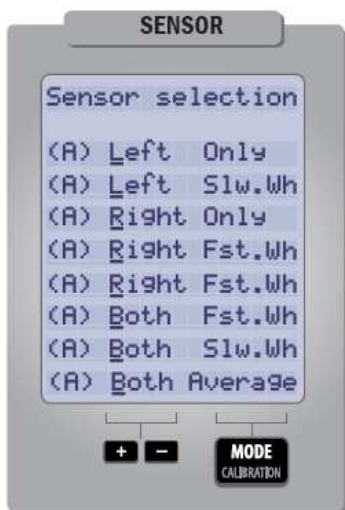 SENSOR
Sensor selection
(A) Left Only
(A) Left Slw.Wh
(A) Right Only
(A) Right Fst.Wh
(A) Right Fst.Wh
(A) Both Fst.Wh
(A) Both Slw.Wh
(A) Both Average
+ - MODE
CALIBRATION